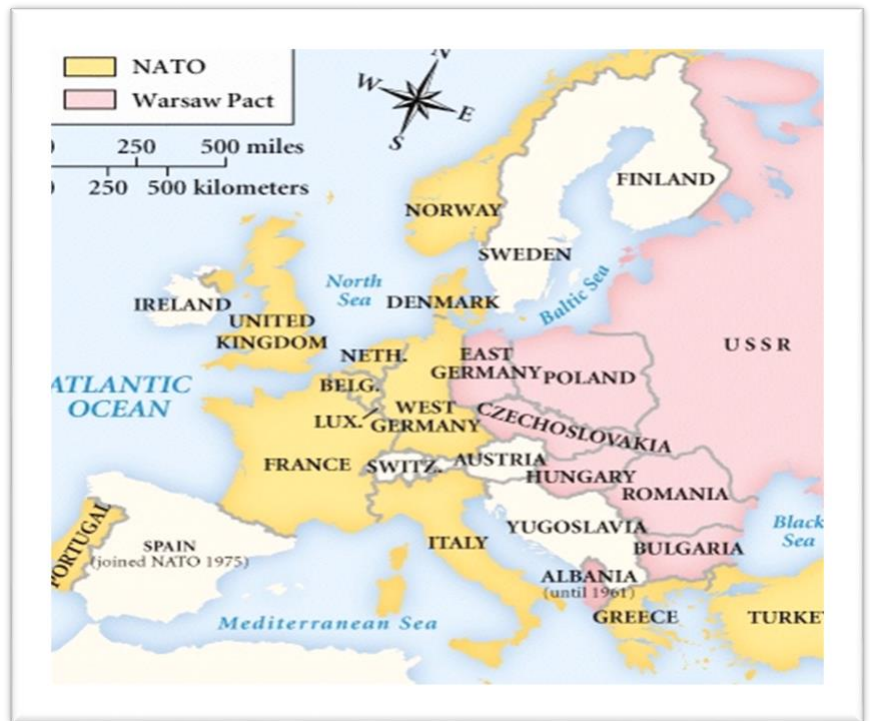 NATO
Warsaw Pact
N
W
E
S
250 500 miles
250 500 kilometers
FINLAND
NORWAY
SWEDEN
North
Sea
DENMARK
Baltic Sea
IRELAND
UNITED
KINGDOM
NETH.
EAST
GERMANY
POLAND
USSR
BELG.
ATLANTIC
OCEAN
LUX.
WEST
GERMANY
CZECHOSLOVAKIA
FRANCE
SWITZ.
AUSTRIA
HUNGARY
ROMANIA
PORTUGAL
SPAIN
(joined NATO 1975)
ITALY
YUGOSLAVIA
Black
Sea
BULGARIA
ALBANIA
(until 1961)
GREECE
TURKE
Mediterranean Sea